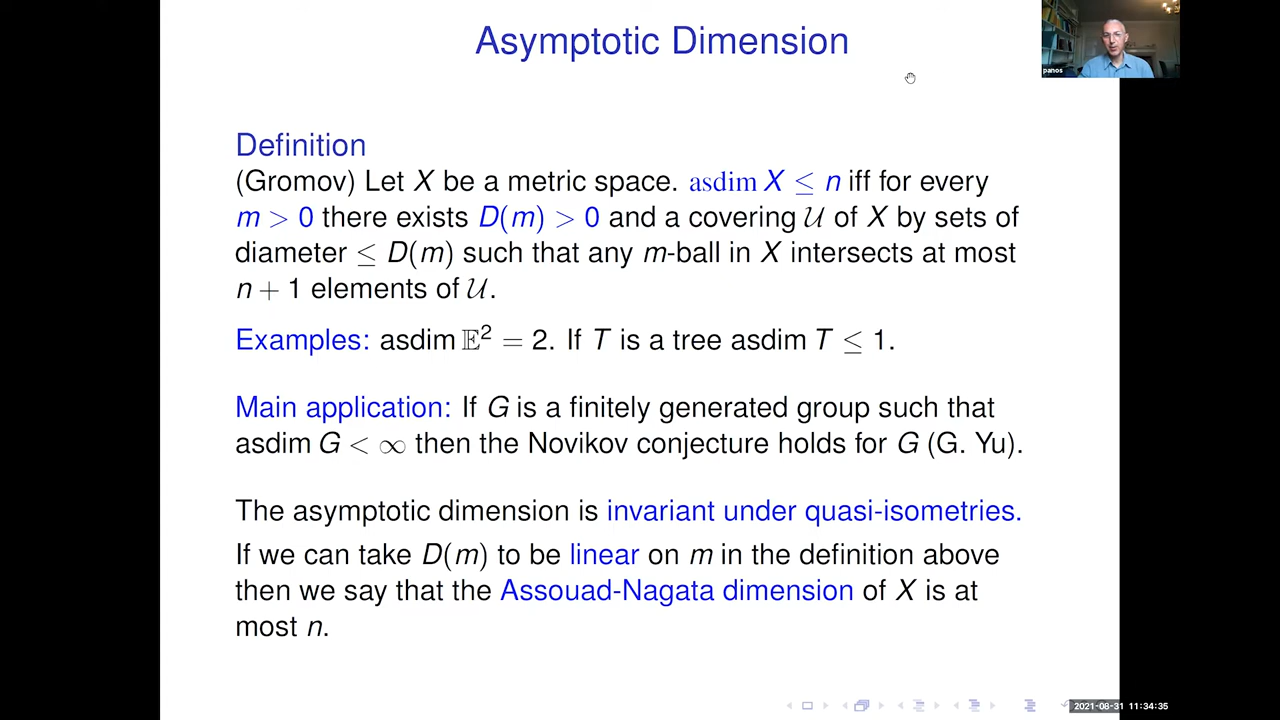 Asymptotic Dimension
panos
Definition
(Gromov) Let X be a metric space. asdim X ≤ n iff for every
m > 0 there exists D(m) > 0 and a covering 𝒰 of X by sets of
diameter ≤ D(m) such that any m-ball in X intersects at most
n + 1 elements of 𝒰.
Examples: asdim 𝔼² = 2. If T is a tree asdim T ≤ 1.
Main application: If G is a finitely generated group such that
asdim G < ∞ then the Novikov conjecture holds for G (G. Yu).
The asymptotic dimension is invariant under quasi-isometries.
If we can take D(m) to be linear on m in the definition above
then we say that the Assouad-Nagata dimension of X is at
most n.
2021-08-31 11:34:35